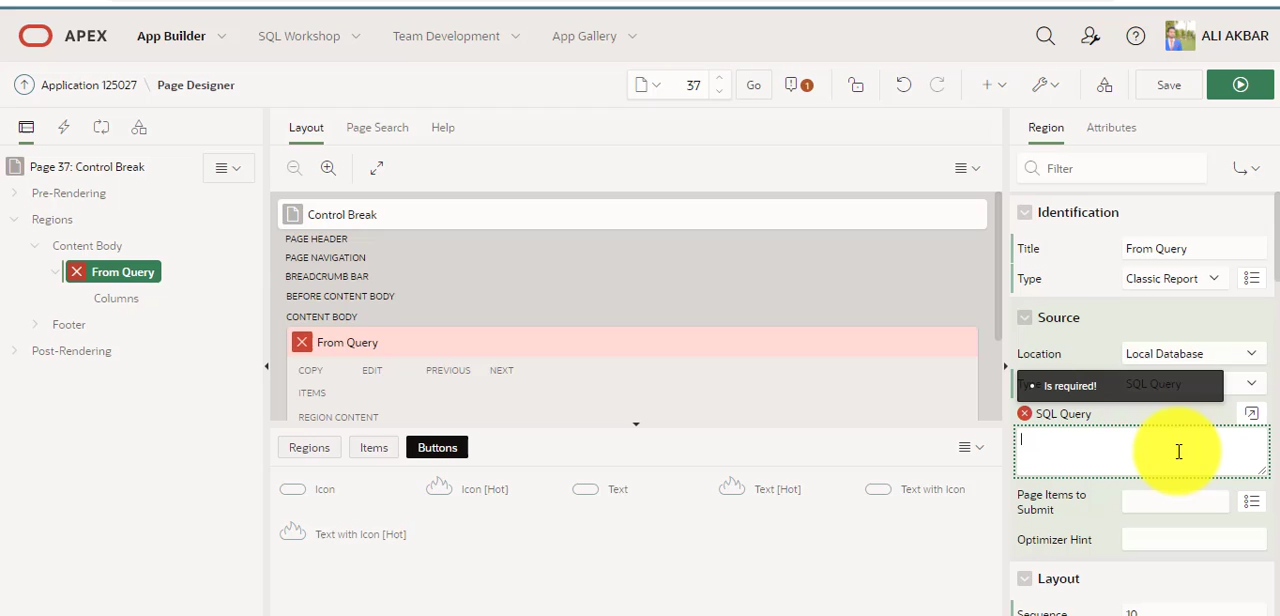 APEX App Builder SQL Workshop Team Development App Gallery ALI AKBAR
Application 125027 \ Page Designer 37 Go 1 Save
Layout Page Search Help Region Attributes
Page 37: Control Break
Filter
Pre-Rendering
Regions
Content Body
From Query
Columns
Footer
Post-Rendering
Control Break
PAGE HEADER
PAGE NAVIGATION
BREADCRUMB BAR
BEFORE CONTENT BODY
CONTENT BODY
From Query
COPY EDIT PREVIOUS NEXT
ITEMS
REGION CONTENT
Regions Items Buttons
Icon Icon [Hot] Text Text [Hot] Text with Icon
Text with Icon [Hot]
Identification
Title From Query
Type Classic Report
Source
Location Local Database
Type SQL Query
• Is required!
SQL Query
Page Items to
Submit
Optimizer Hint
Layout
Sequence 10